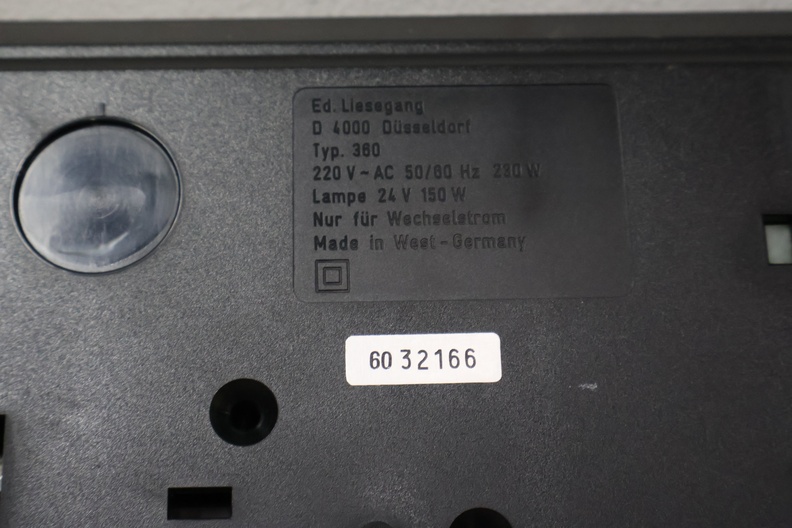 Ed. Liesegang
D 4000 Düsseldorf
Typ. 360
220 V ~ AC 50/60 Hz 230 W
Lampe 24 V 150 W
Nur für Wechselstrom
Made in West-Germany
60 32166